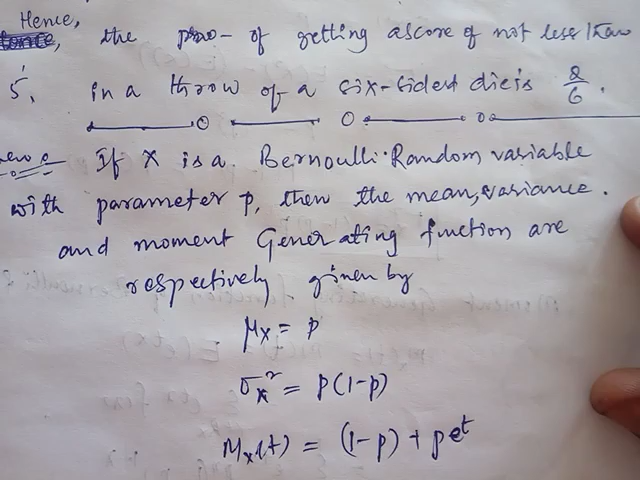 Hence,
the pro- of getting a score of not less than
5, in a throw of a six-sided die is 2/6.
If X is a Bernoulli Random variable
with parameter p, then the mean, variance.
and moment Generating function are
respectively given by
μx = p
σx² = p(1-p)
Mx(t) = (1-p) + pe^t